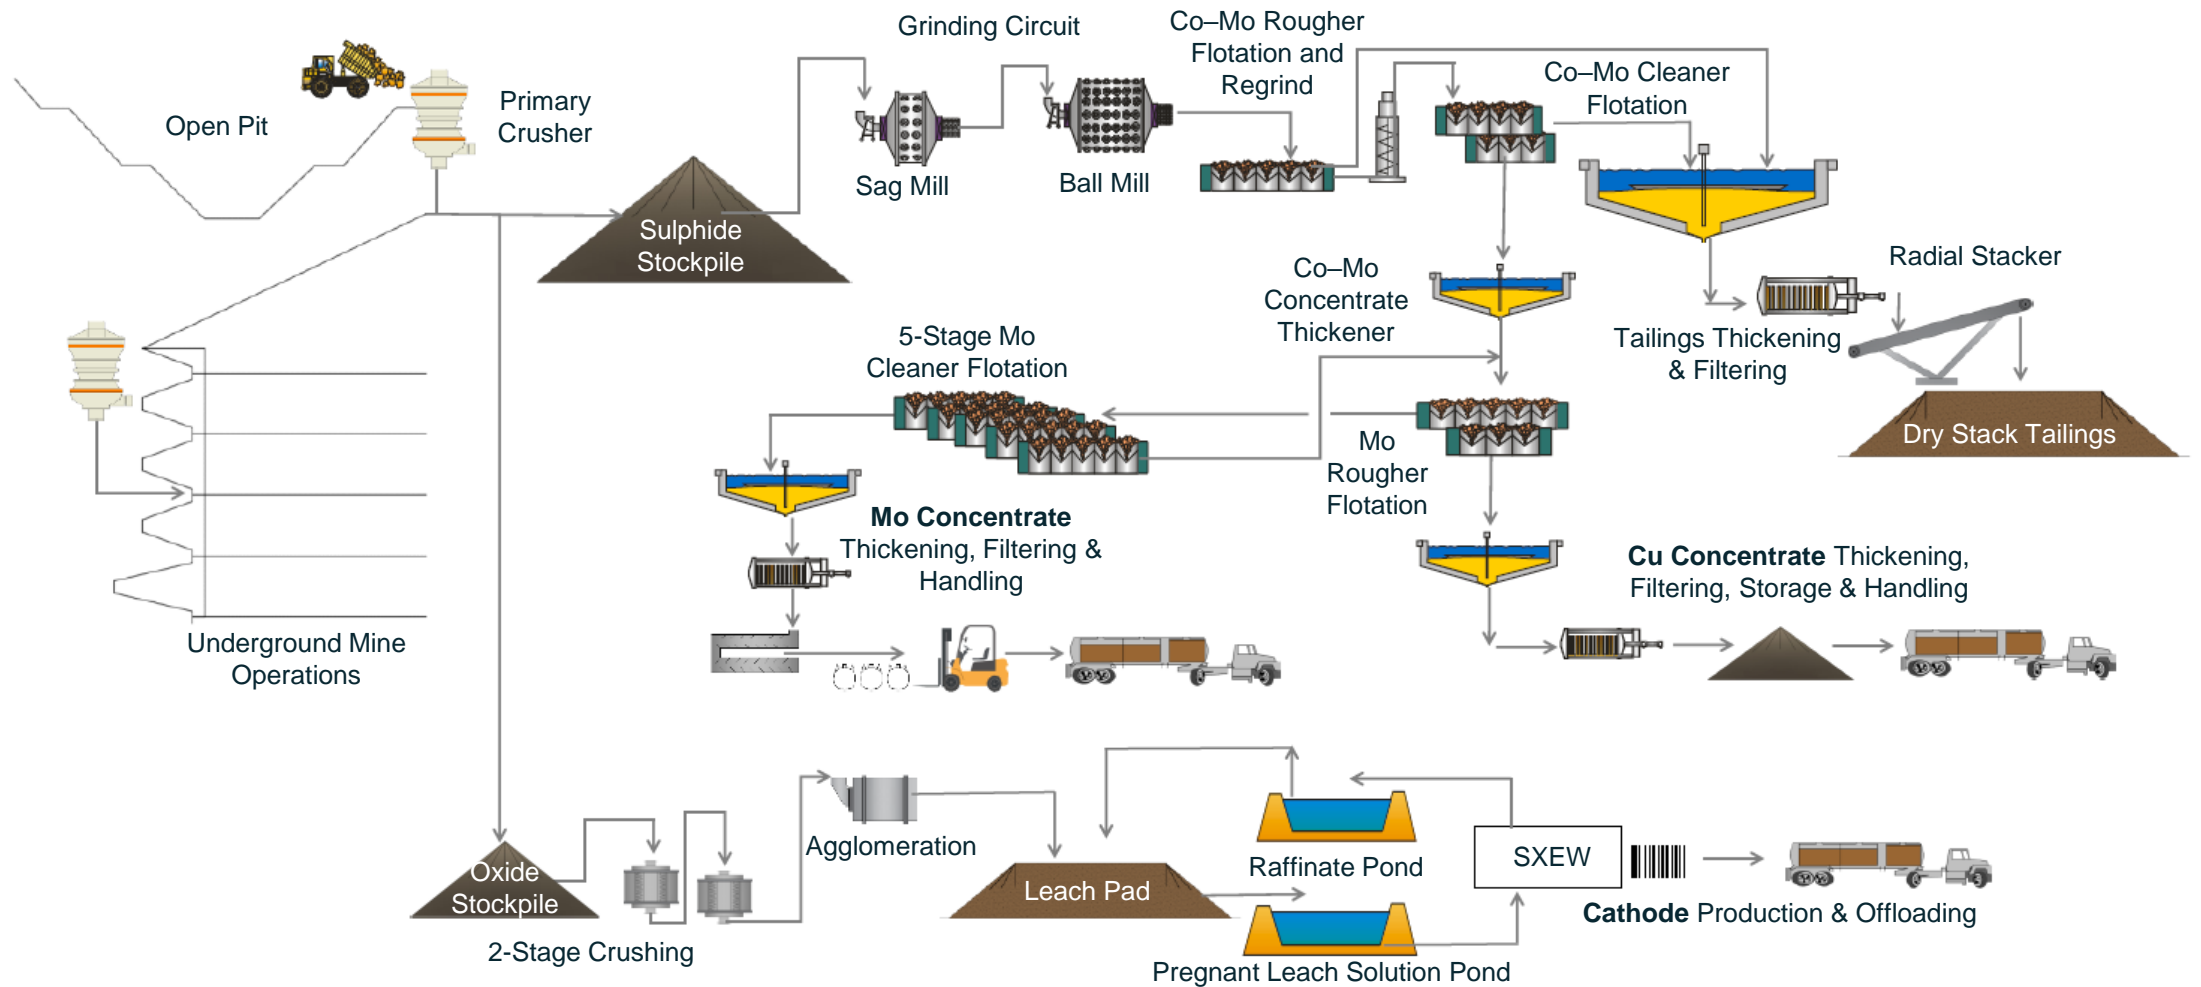 Grinding Circuit
Co–Mo Rougher
Flotation and
Regrind
Co–Mo Cleaner
Flotation
Open Pit
Primary
Crusher
Sag Mill
Ball Mill
Sulphide
Stockpile
Radial Stacker
Co–Mo
Concentrate
Thickener
Tailings Thickening
& Filtering
5-Stage Mo
Cleaner Flotation
Dry Stack Tailings
Mo
Rougher
Flotation
Mo Concentrate
Thickening, Filtering &
Handling
Cu Concentrate Thickening,
Filtering, Storage & Handling
Underground Mine
Operations
Agglomeration
Oxide
Stockpile
2-Stage Crushing
Leach Pad
Raffinate Pond
SXEW
Cathode Production & Offloading
Pregnant Leach Solution Pond